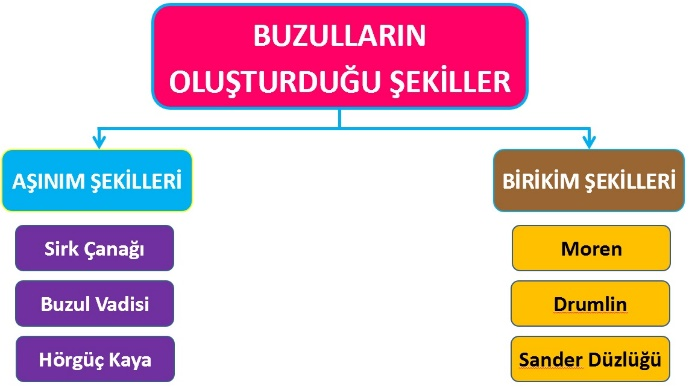 BUZULLARIN
OLUŞTURDUĞU ŞEKİLLER
AŞINIM ŞEKİLLERİ
Sirk Çanağı
Buzul Vadisi
Hörgüç Kaya
BİRİKİM ŞEKİLLERİ
Moren
Drumlin
Sander Düzlüğü